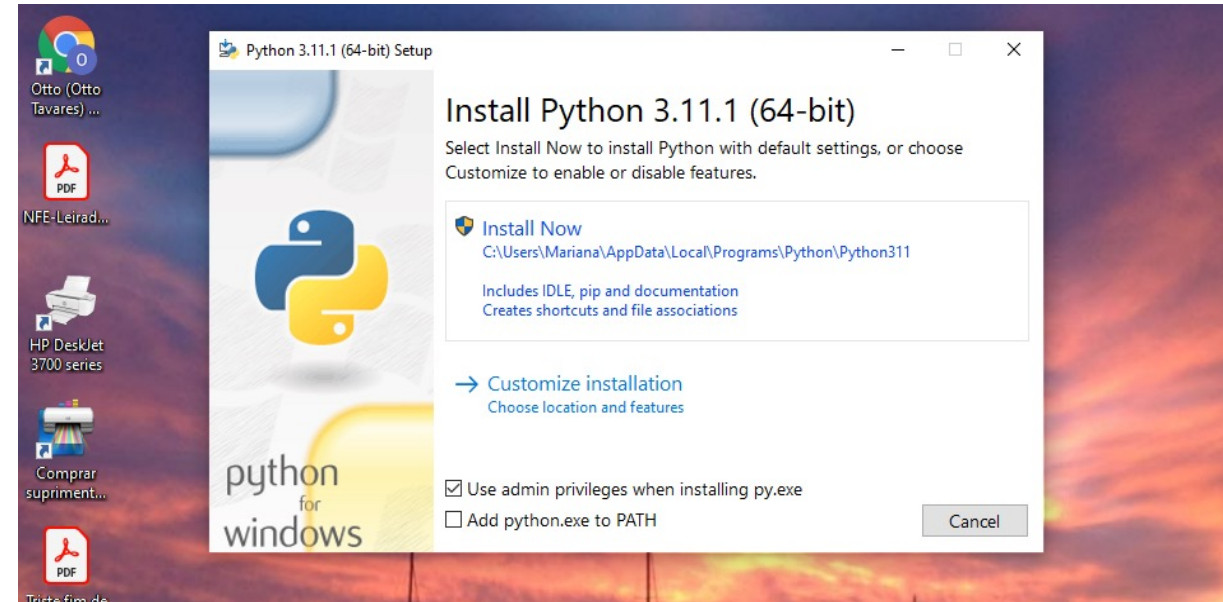 O
Otto (Otto
Tavares) ...
PDF
NFE-Leirad...
HP DeskJet
3700 series
Comprar
supriment...
PDF
Triste fim de
Python 3.11.1 (64-bit) Setup
Install Python 3.11.1 (64-bit)
Select Install Now to install Python with default settings, or choose
Customize to enable or disable features.
Install Now
C:\Users\Mariana\AppData\Local\Programs\Python\Python311
Includes IDLE, pip and documentation
Creates shortcuts and file associations
Customize installation
Choose location and features
python
for
windows
Use admin privileges when installing py.exe
Add python.exe to PATH
Cancel